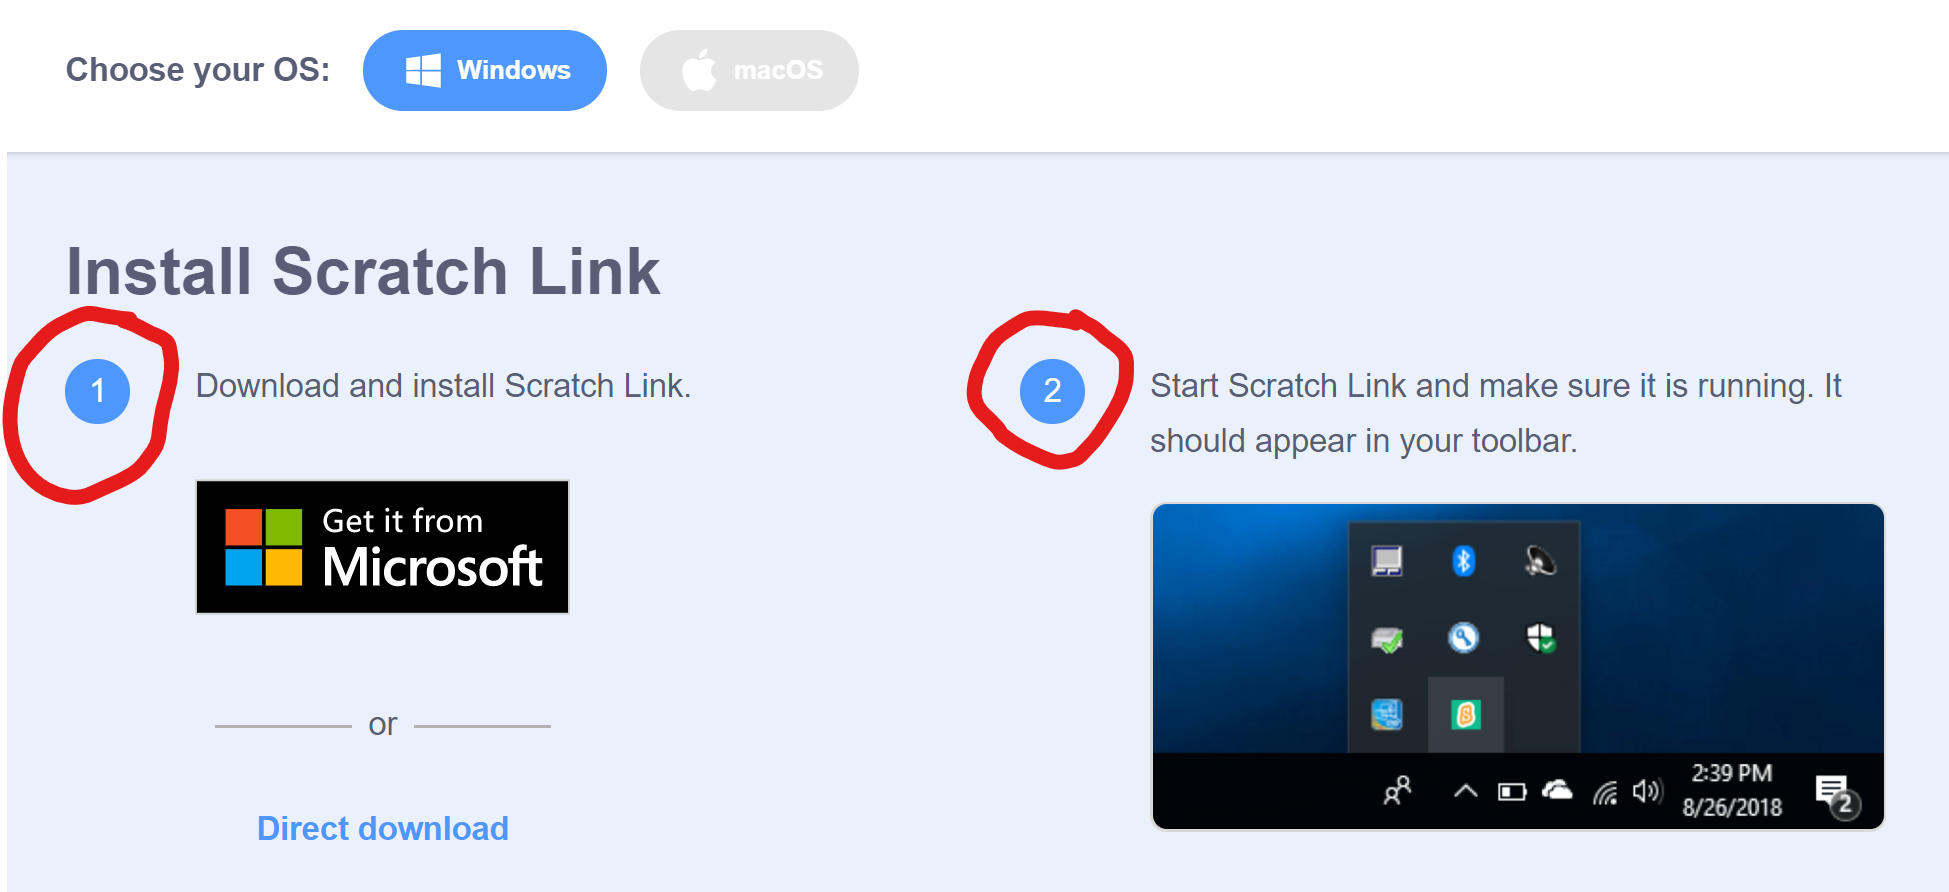 Choose your OS:
Windows
macOS
Install Scratch Link
1
Download and install Scratch Link.
Get it from
Microsoft
or
Direct download
2
Start Scratch Link and make sure it is running. It
should appear in your toolbar.
2:39 PM
8/26/2018
2